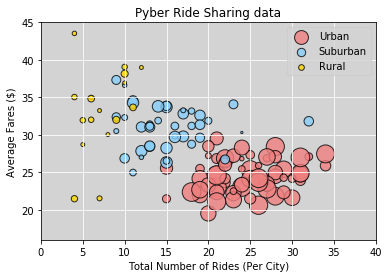 Pyber Ride Sharing data
45
40
35
30
25
20
Average Fares ($)
Urban
Suburban
Rural
0
5
10
15
20
25
30
35
40
Total Number of Rides (Per City)